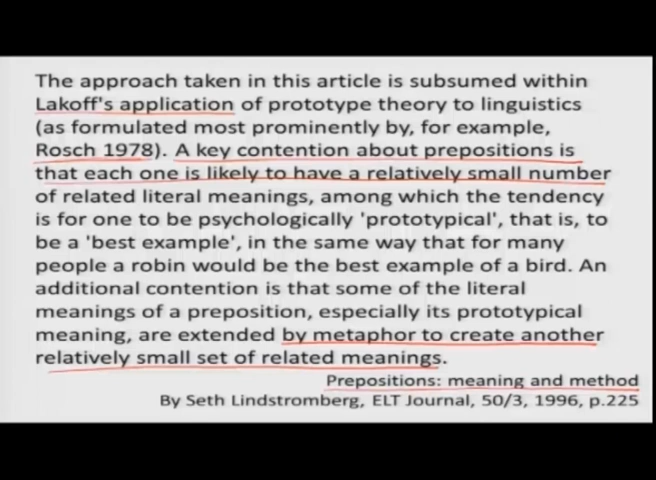 The approach taken in this article is subsumed within
Lakoff's application of prototype theory to linguistics
(as formulated most prominently by, for example,
Rosch 1978). A key contention about prepositions is
that each one is likely to have a relatively small number
of related literal meanings, among which the tendency
is for one to be psychologically 'prototypical', that is, to
be a 'best example', in the same way that for many
people a robin would be the best example of a bird. An
additional contention is that some of the literal
meanings of a preposition, especially its prototypical
meaning, are extended by metaphor to create another
relatively small set of related meanings.
Prepositions: meaning and method
By Seth Lindstromberg, ELT Journal, 50/3, 1996, p.225